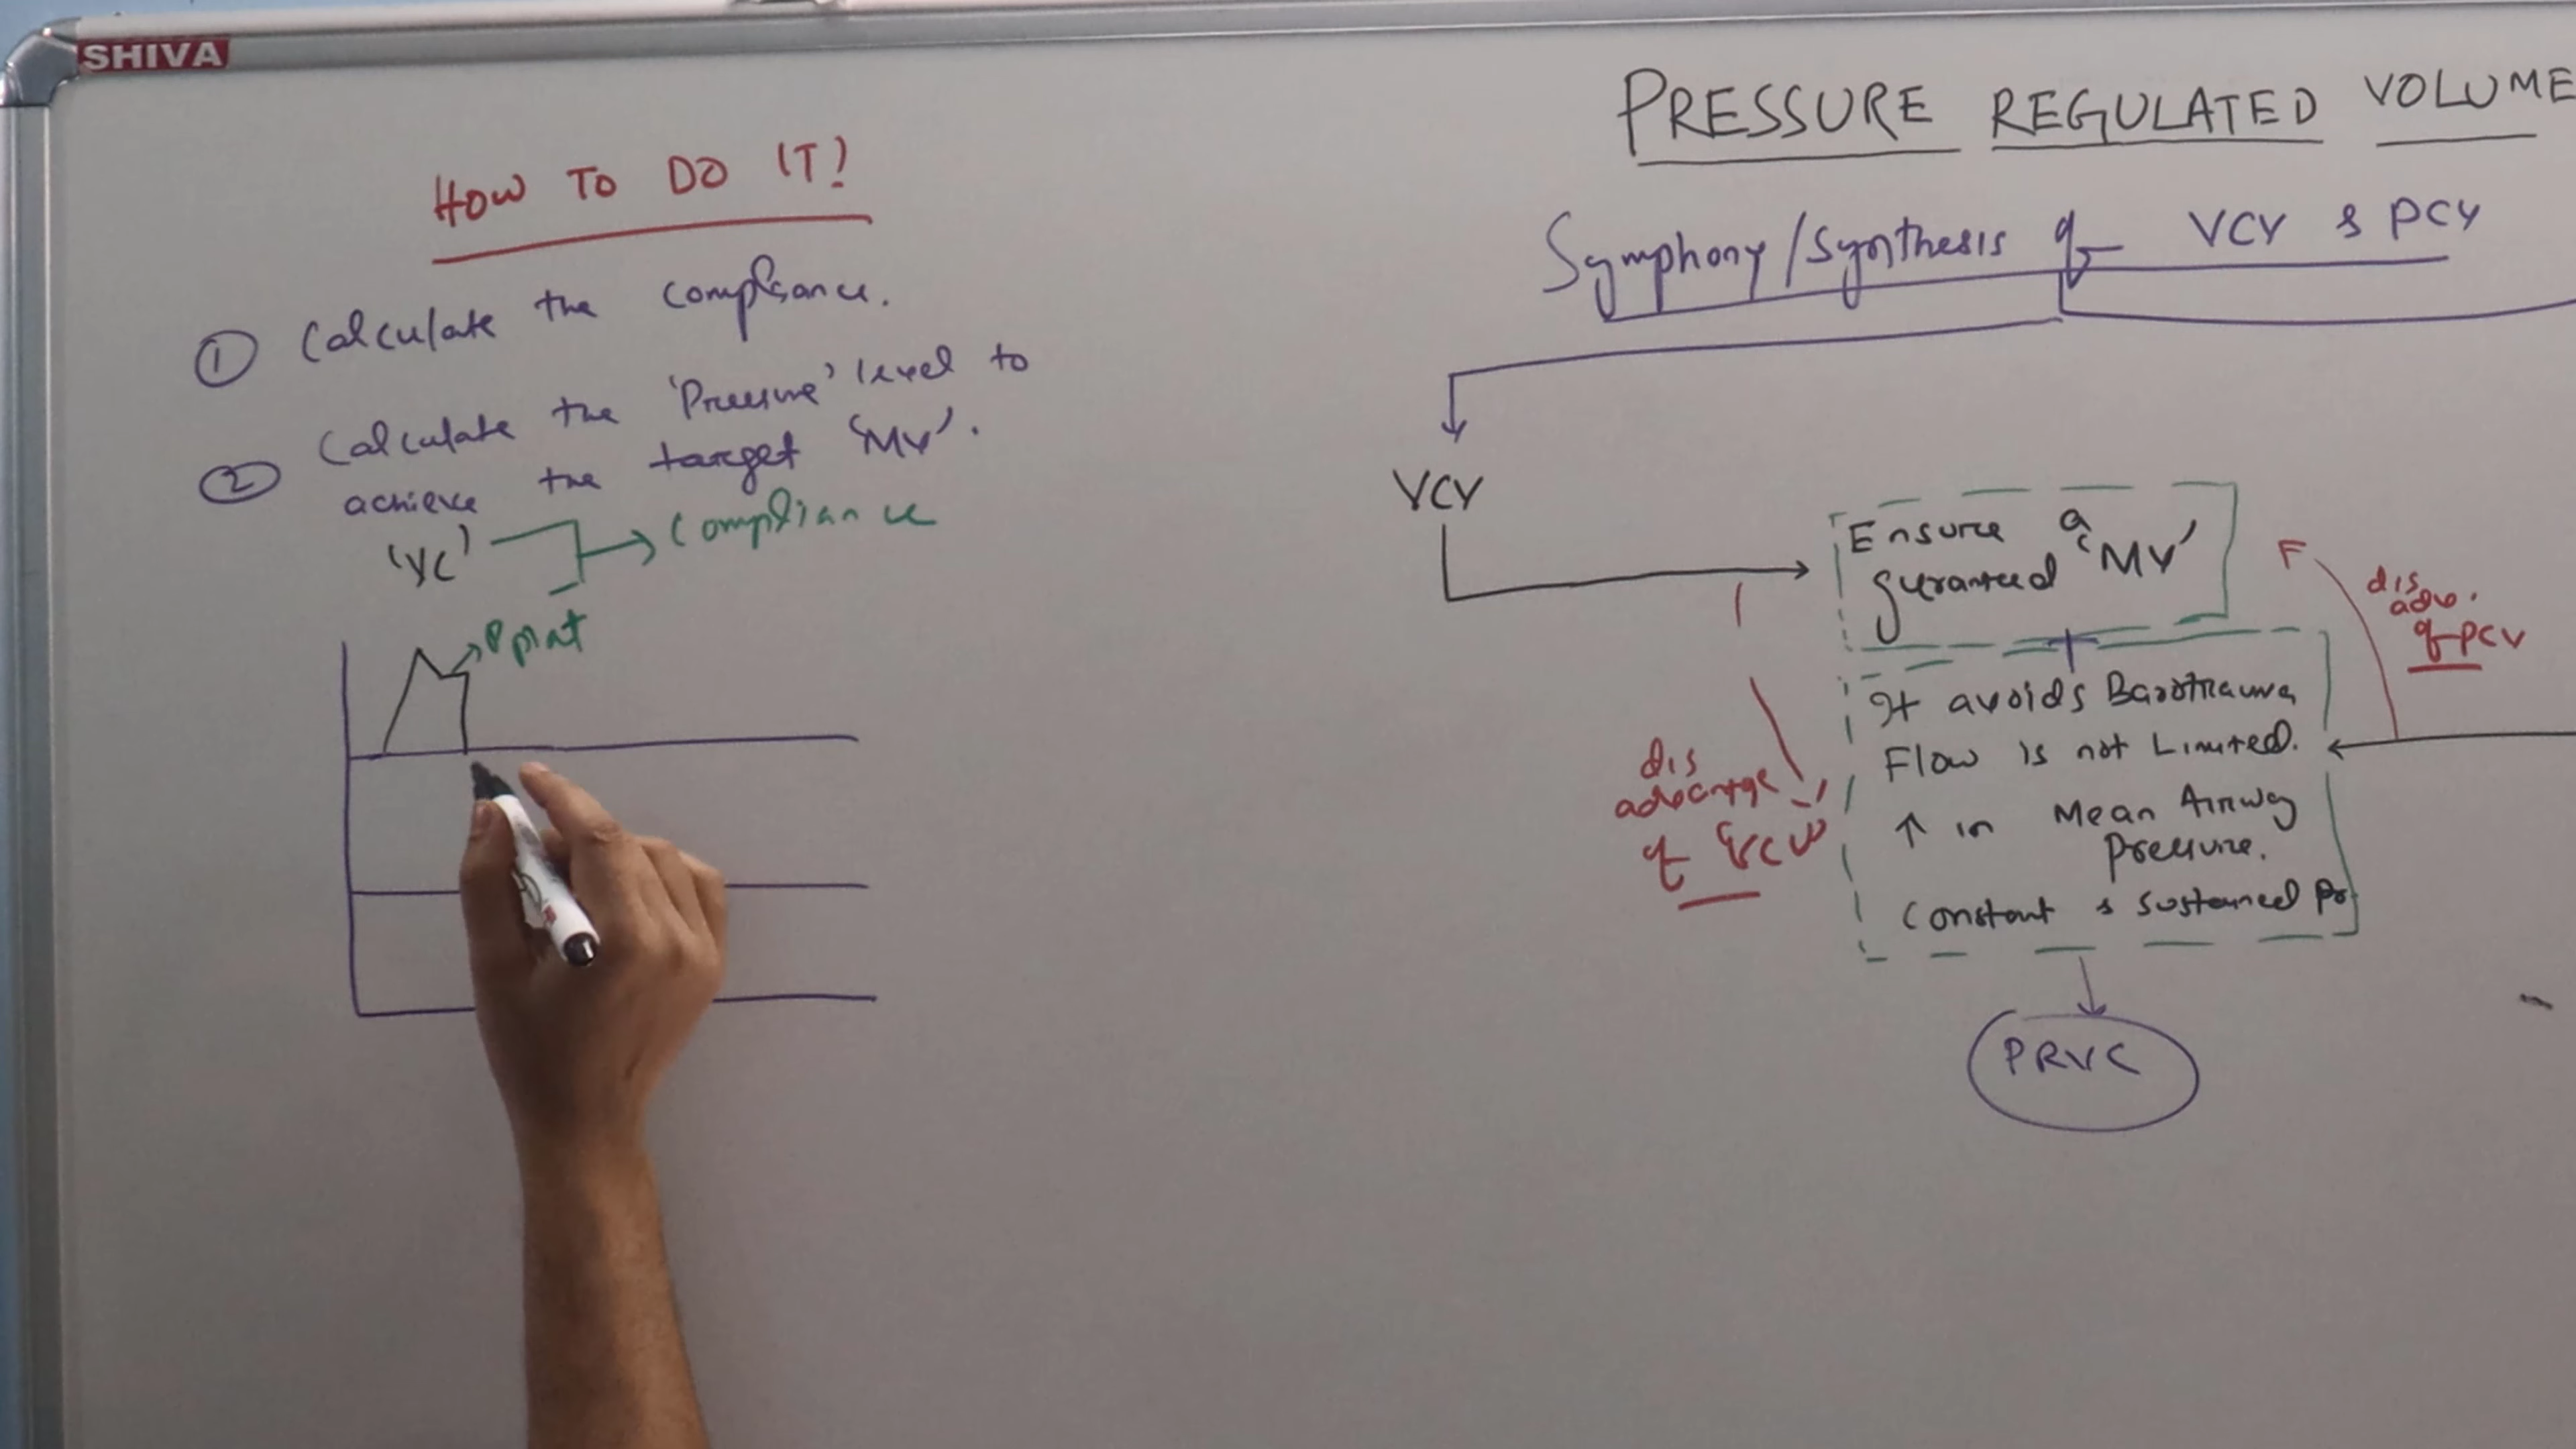 SHIVA
HOW TO DO IT!
① Calculate the compliance.
② Calculate the 'Pressure' level to
achieve the target 'MV'.
'VC' → Compliance
Pplat
PRESSURE REGULATED VOLUME
Symphony/Synthesis of VCV & PCV
VCV
Ensure a
guranteed 'MV'
It avoids Barotrauma
Flow is not Limited.
↑ in Mean Airway
Pressure.
Constant & Sustained Pr
dis
advantage
of 'VCV'
F
dis
adv.
of PCV
PRVC